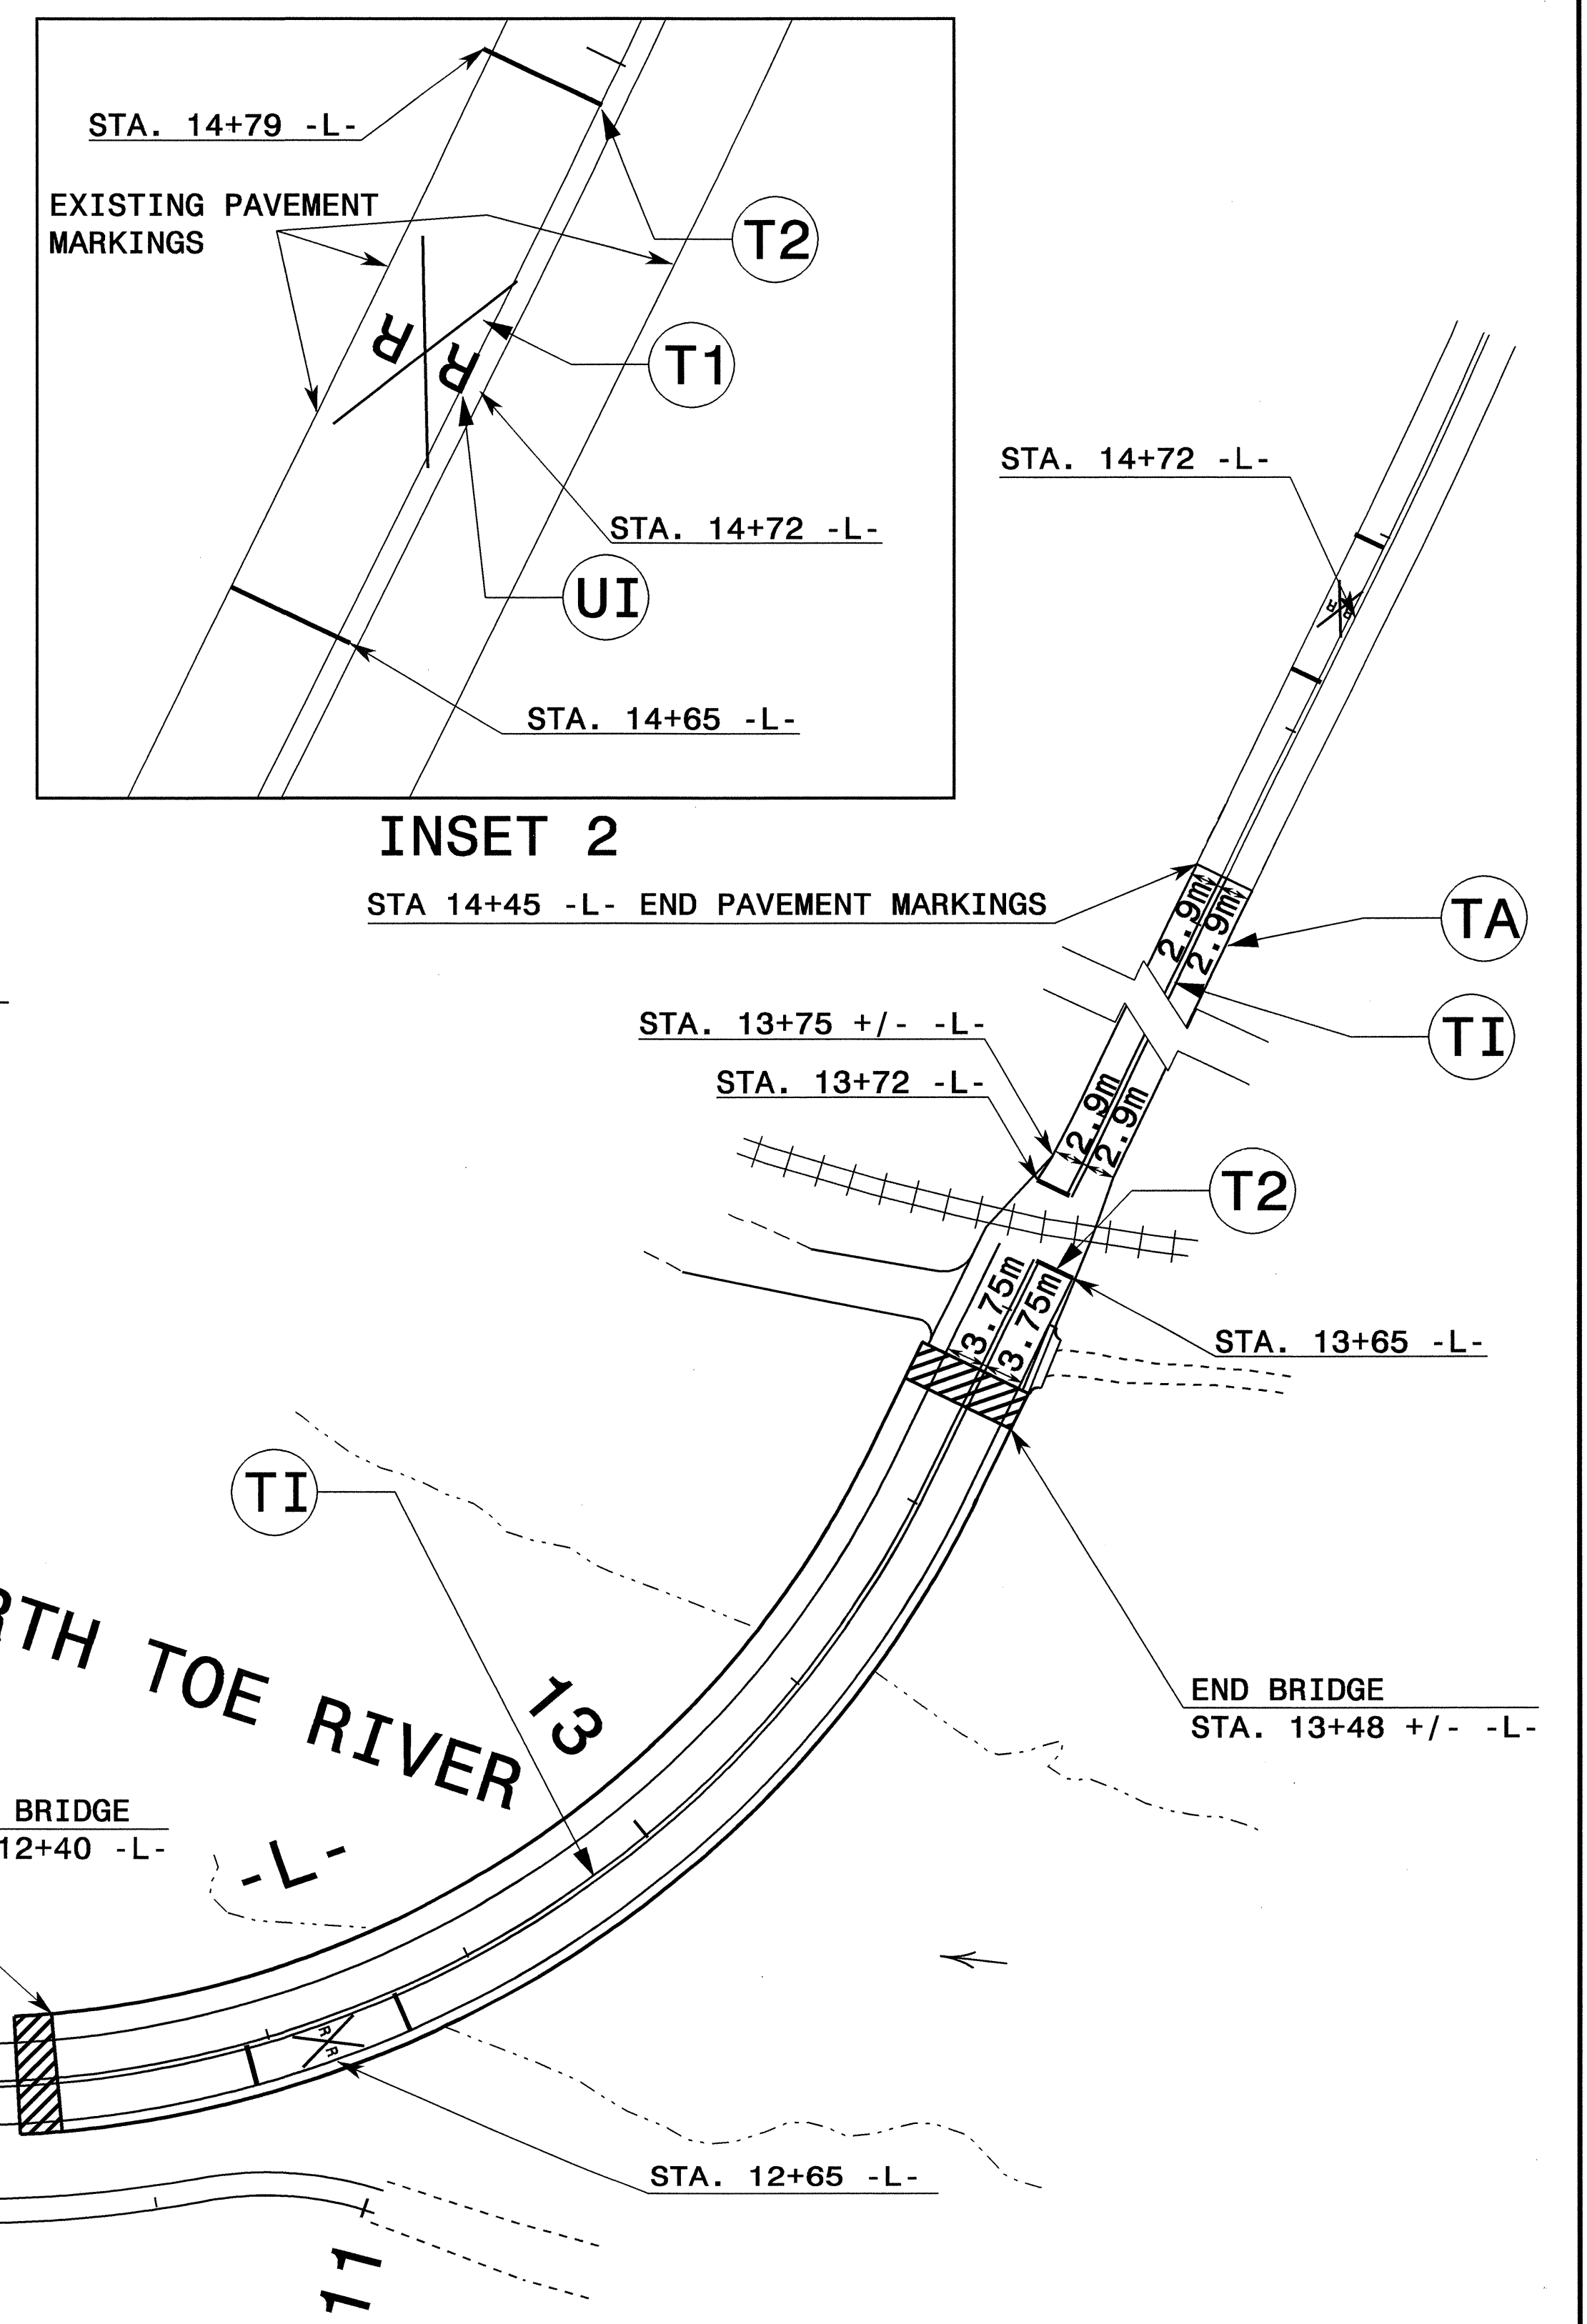 STA. 14+79 -L-
EXISTING PAVEMENT
MARKINGS
T2
R
R
T1
STA. 14+72 -L-
UI
STA. 14+65 -L-
INSET 2
STA. 14+72 -L-
R
R
STA 14+45 -L- END PAVEMENT MARKINGS
2.9m
2.9m
TA
TI
STA. 13+75 +/- -L-
STA. 13+72 -L-
2.9m
2.9m
T2
3.75m
3.75m
STA. 13+65 -L-
TI
END BRIDGE
STA. 13+48 +/- -L-
RTH TOE RIVER
13
BRIDGE
12+40 -L-
-L-
R
R
STA. 12+65 -L-
11